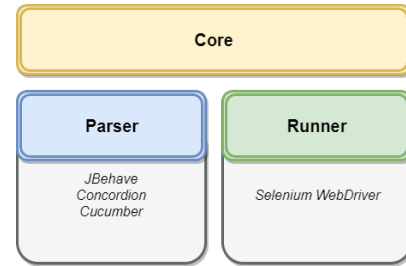 Core
Parser
Runner
JBehave
Concordion
Cucumber
Selenium WebDriver